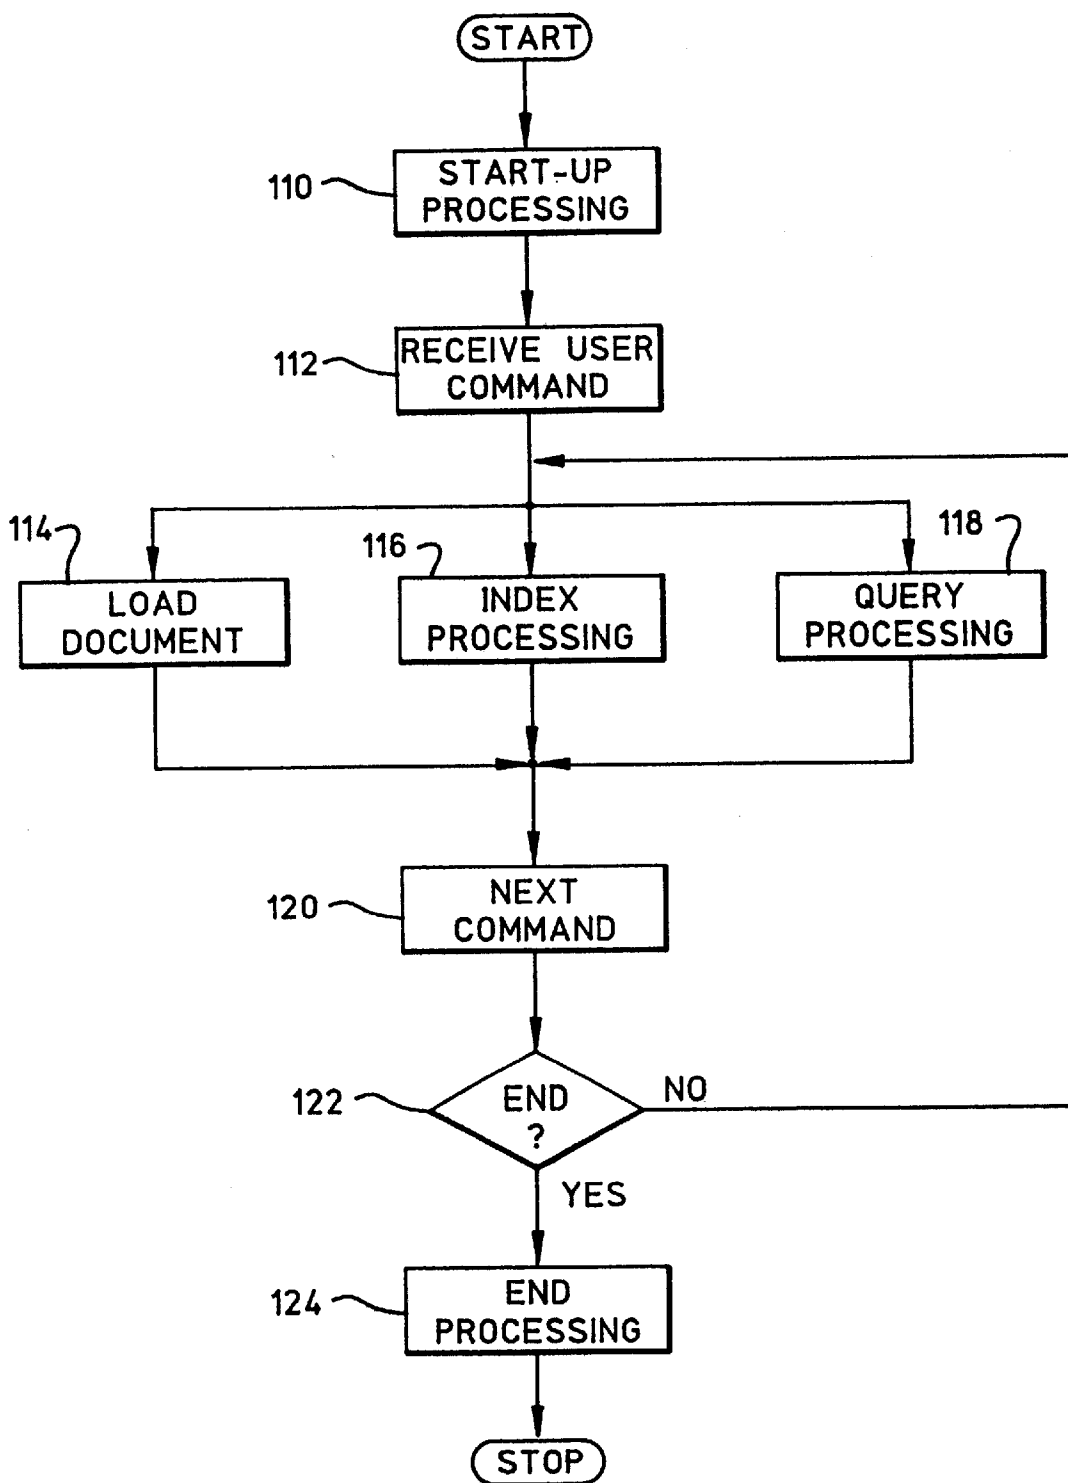 START
110
START-UP
PROCESSING
112
RECEIVE USER
COMMAND
114
LOAD
DOCUMENT
116
INDEX
PROCESSING
118
QUERY
PROCESSING
120
NEXT
COMMAND
122
END
?
NO
YES
124
END
PROCESSING
STOP